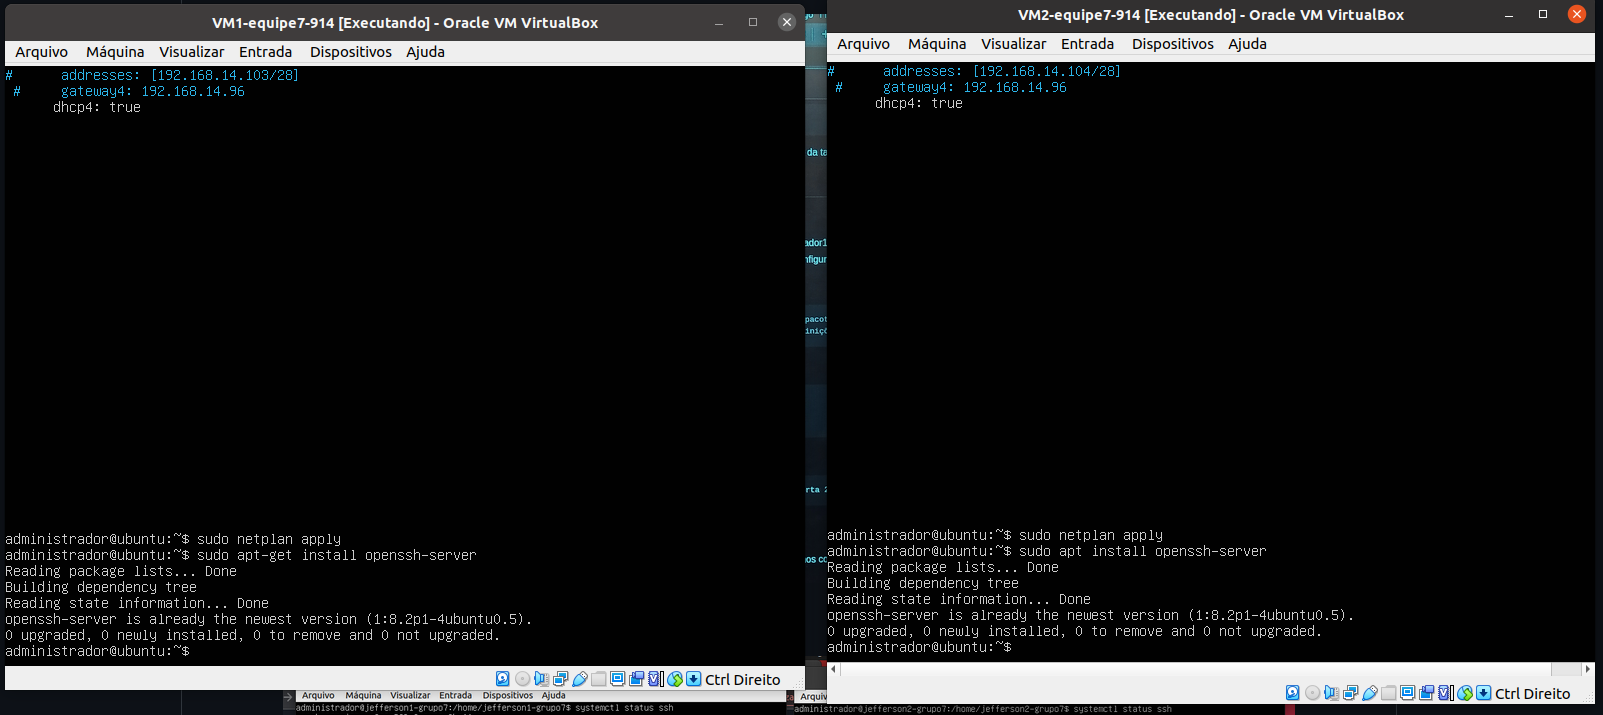 VM1-equipe7-914 [Executando] - Oracle VM VirtualBox
Arquivo Máquina Visualizar Entrada Dispositivos Ajuda
#      addresses: [192.168.14.103/28]
 #     gateway4: 192.168.14.96
      dhcp4: true
administrador@ubuntu:~$ sudo netplan apply
administrador@ubuntu:~$ sudo apt-get install openssh-server
Reading package lists... Done
Building dependency tree
Reading state information... Done
openssh-server is already the newest version (1:8.2p1-4ubuntu0.5).
0 upgraded, 0 newly installed, 0 to remove and 0 not upgraded.
administrador@ubuntu:~$
Ctrl Direito
VM2-equipe7-914 [Executando] - Oracle VM VirtualBox
Arquivo Máquina Visualizar Entrada Dispositivos Ajuda
#      addresses: [192.168.14.104/28]
 #     gateway4: 192.168.14.96
      dhcp4: true
administrador@ubuntu:~$ sudo netplan apply
administrador@ubuntu:~$ sudo apt install openssh-server
Reading package lists... Done
Building dependency tree
Reading state information... Done
openssh-server is already the newest version (1:8.2p1-4ubuntu0.5).
0 upgraded, 0 newly installed, 0 to remove and 0 not upgraded.
administrador@ubuntu:~$
Ctrl Direito
Arquivo Máquina Visualizar Entrada Dispositivos Ajuda
administrador@jefferson1-grupo7:/home/jefferson1-grupo7$ systemctl status ssh
administrador@jefferson2-grupo7:/home/jefferson2-grupo7$ systemctl status ssh